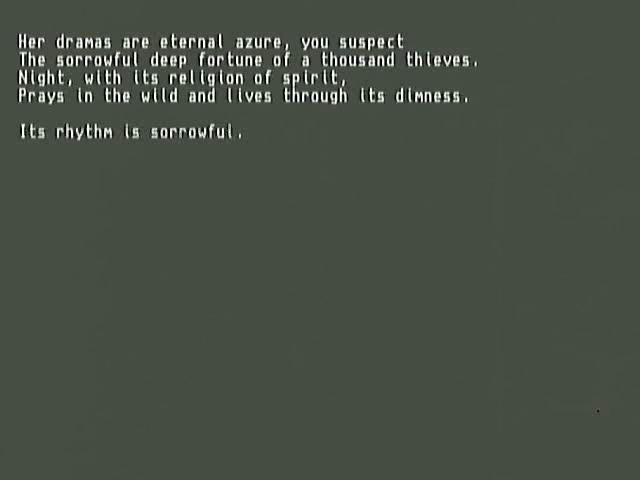 Her dramas are eternal azure, you suspect
The sorrowful deep fortune of a thousand thieves.
Night, with its religion of spirit,
Prays in the wild and lives through its dimness.
Its rhythm is sorrowful.